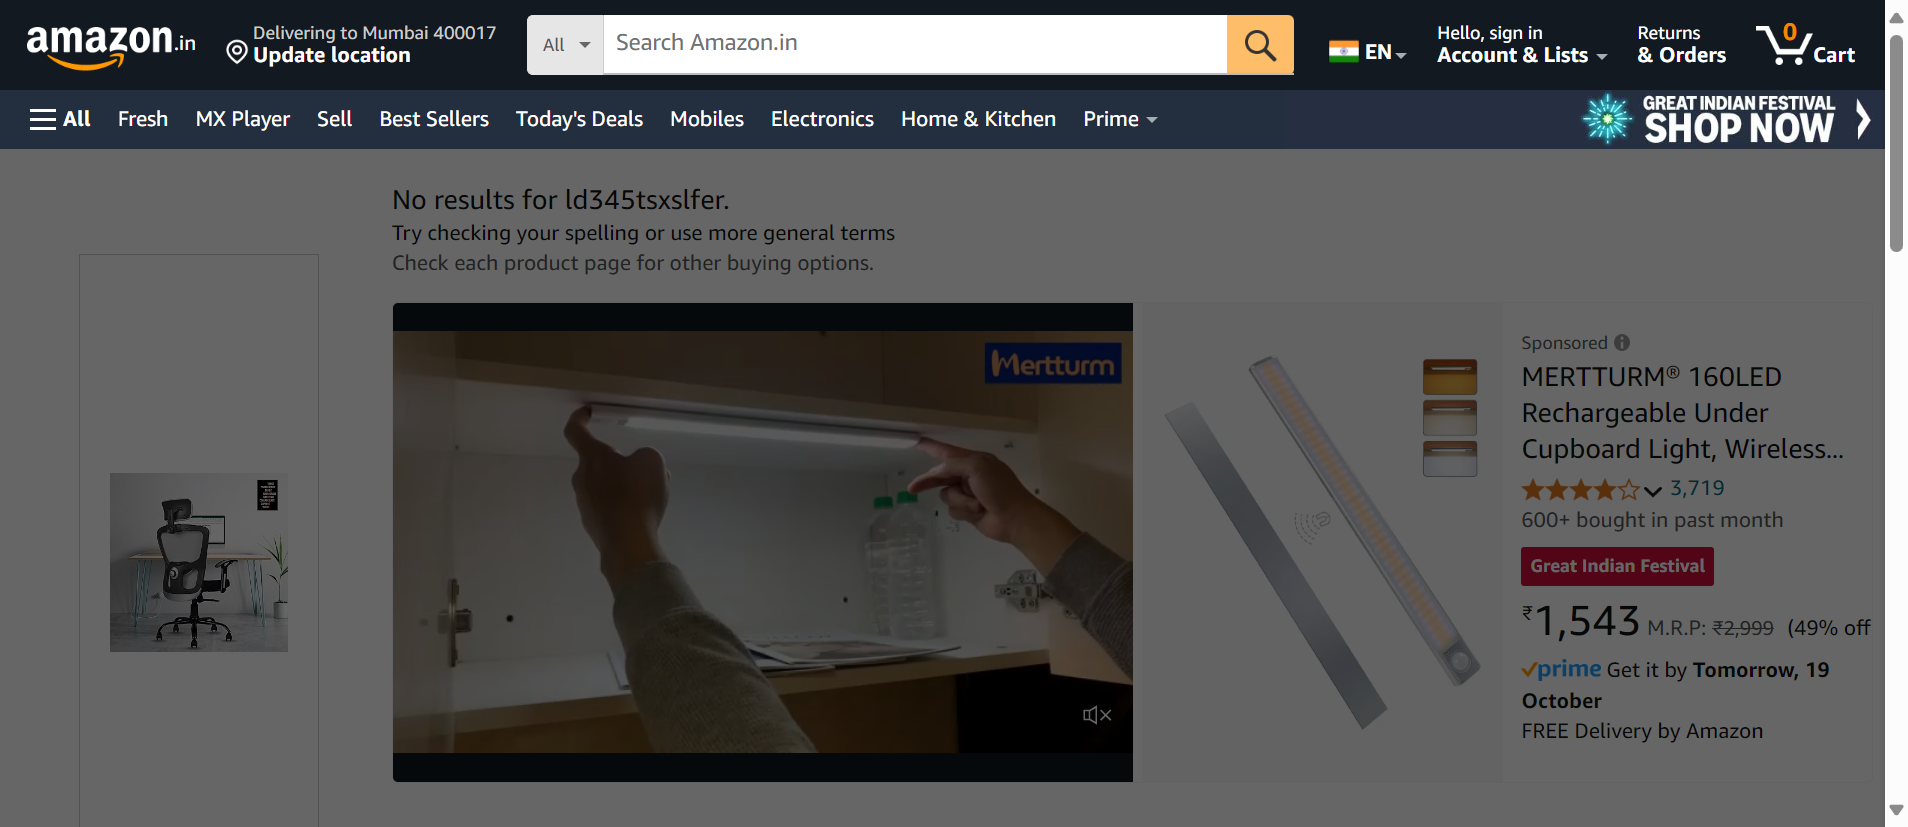 amazon.in
Delivering to Mumbai 400017
Update location
All
Search Amazon.in
EN
Hello, sign in
Account & Lists
Returns
& Orders
0
Cart
All
Fresh
MX Player
Sell
Best Sellers
Today's Deals
Mobiles
Electronics
Home & Kitchen
Prime
GREAT INDIAN FESTIVAL
SHOP NOW
No results for ld345tsxslfer.
Try checking your spelling or use more general terms
Check each product page for other buying options.
Mertturm
Sponsored
MERTTURM® 160LED
Rechargeable Under
Cupboard Light, Wireless...
3,719
600+ bought in past month
Great Indian Festival
₹1,543 M.R.P: ₹2,999 (49% off
prime Get it by Tomorrow, 19
October
FREE Delivery by Amazon